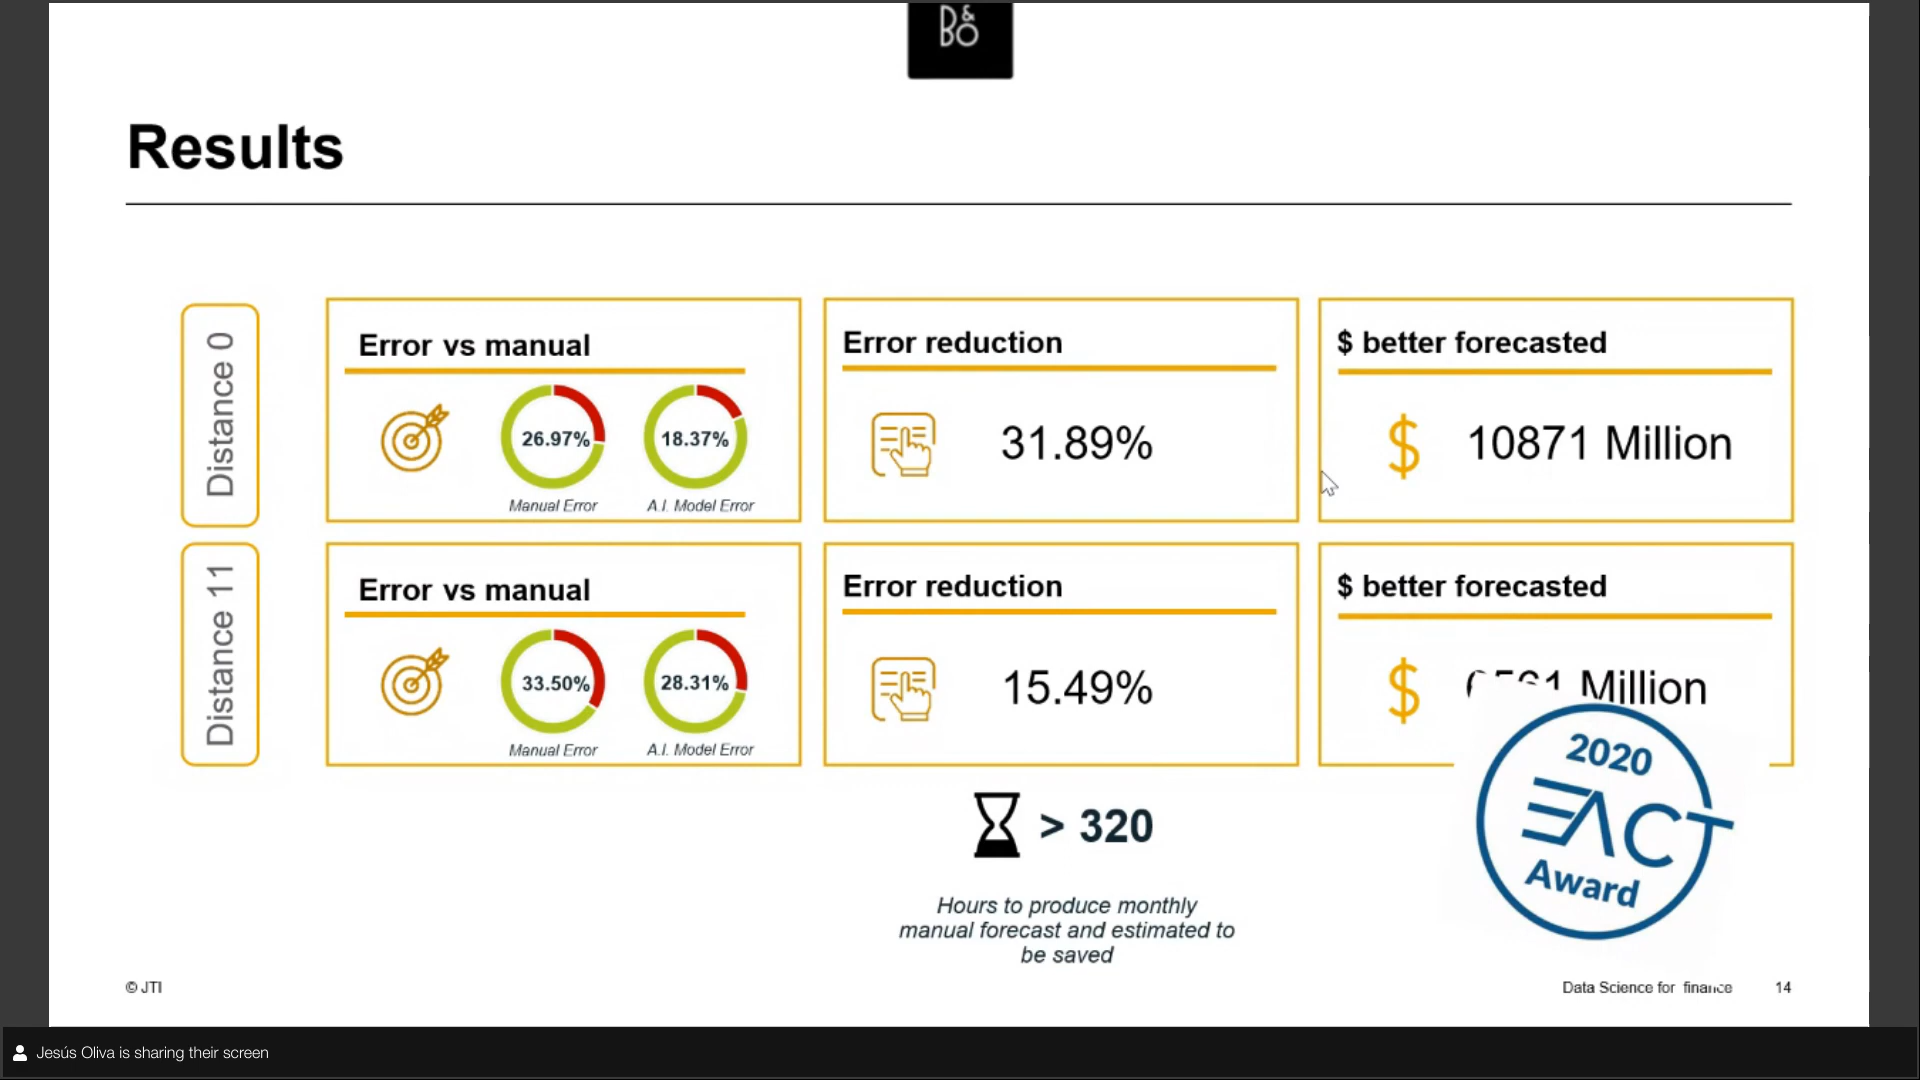 B&O
Results
Distance 0
Error vs manual
26.97%
18.37%
Manual Error
A.I. Model Error
Error reduction
31.89%
$ better forecasted
$ 10871 Million
Distance 11
Error vs manual
33.50%
28.31%
Manual Error
A.I. Model Error
Error reduction
15.49%
$ better forecasted
$ Million
> 320
Hours to produce monthly
manual forecast and estimated to
be saved
2020
EACT
Award
© JTI
Data Science for finance
14
Jesús Oliva is sharing their screen